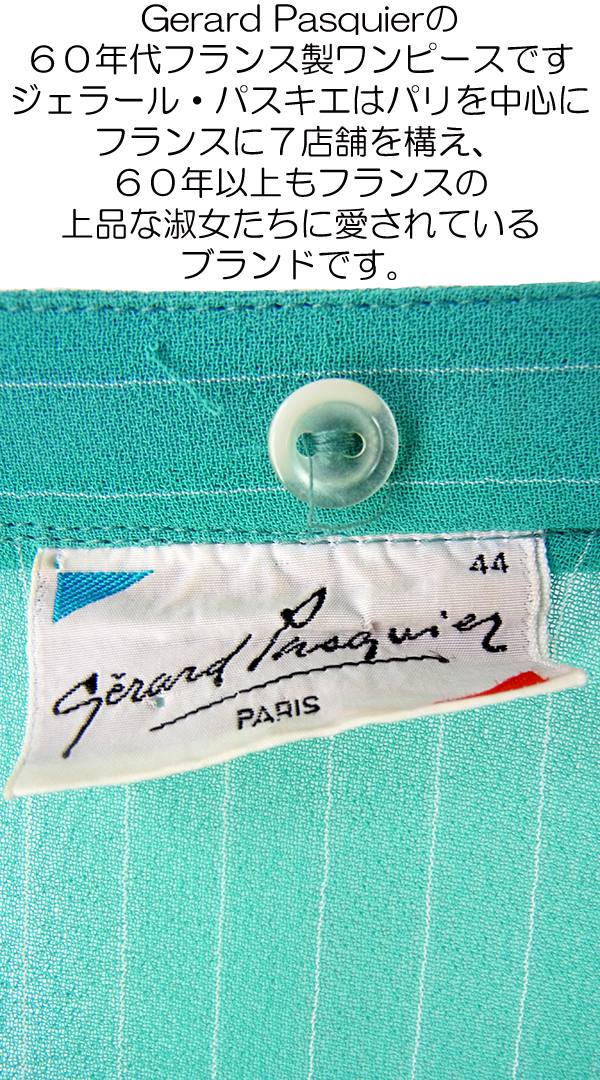 Gerard Pasquierの
６０年代フランス製ワンピースです
ジェラール・パスキエはパリを中心に
フランスに７店舗を構え、
６０年以上もフランスの
上品な淑女たちに愛されている
ブランドです。
44
Gérard Pasquier
PARIS